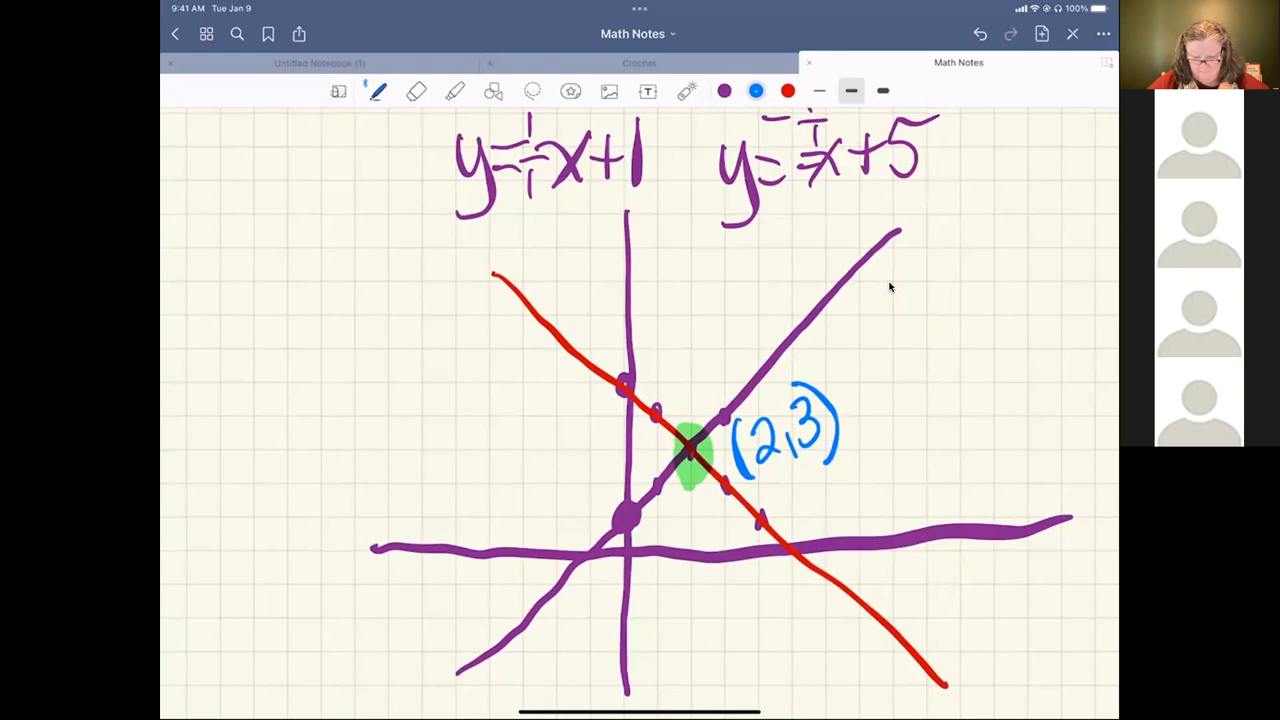 9:41 AM Tue Jan 9
100%
Math Notes
Untitled Notebook (1)
Crochet
Math Notes
T
y=1/1x+1 y=-1/1x+5
(2,3)